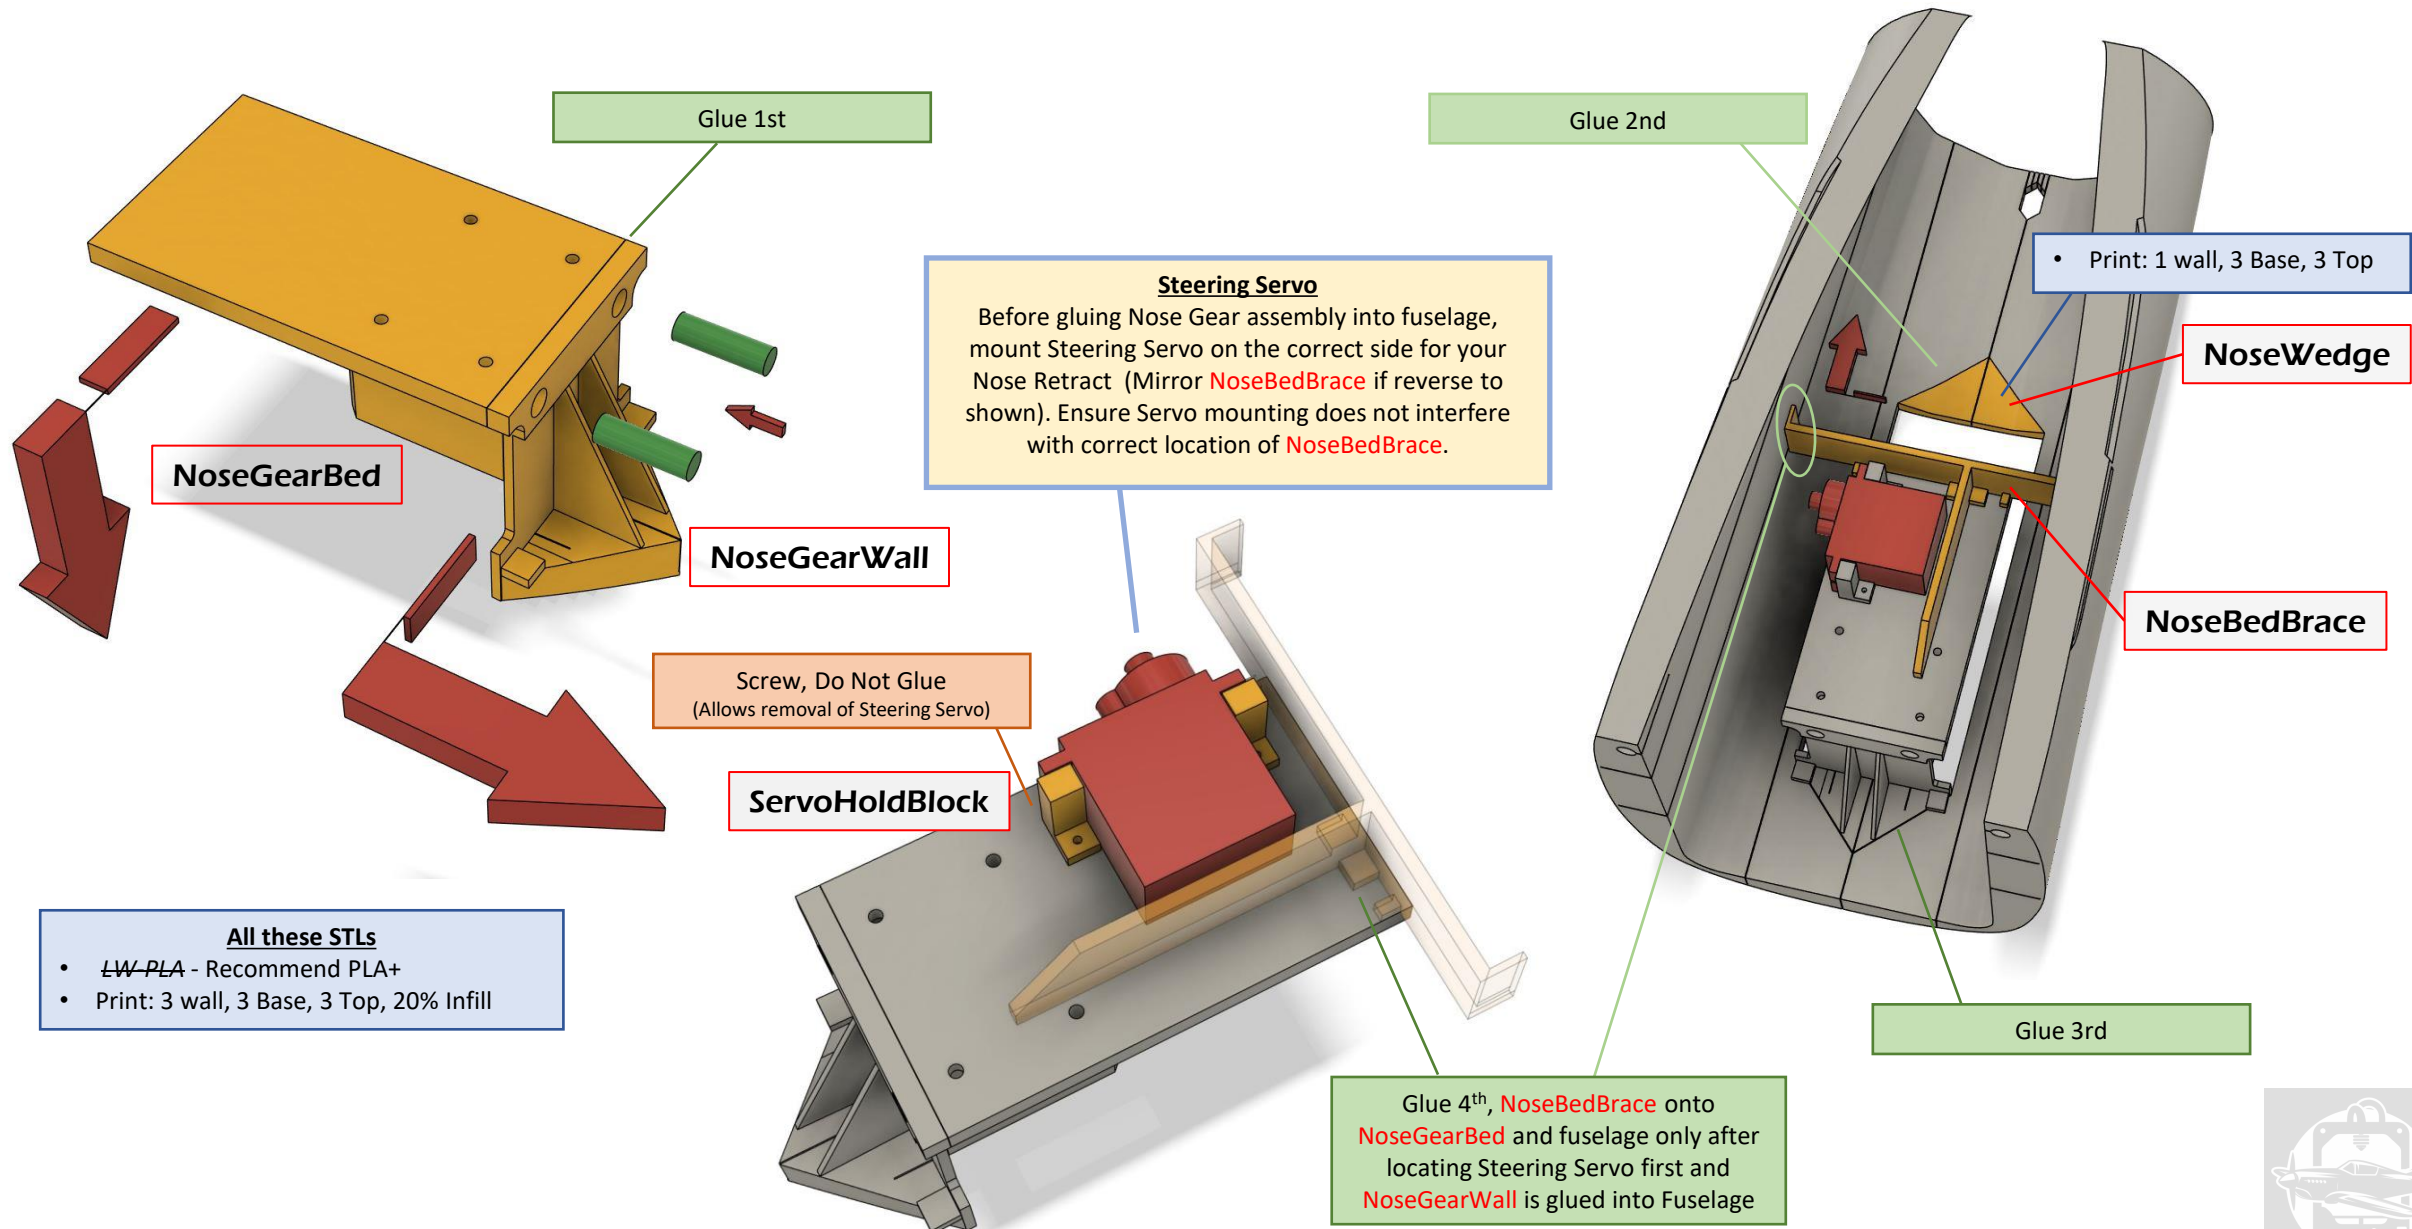 Glue 1st
Glue 2nd
Steering Servo
Before gluing Nose Gear assembly into fuselage,
mount Steering Servo on the correct side for your
Nose Retract (Mirror NoseBedBrace if reverse to
shown). Ensure Servo mounting does not interfere
with correct location of NoseBedBrace.
• Print: 1 wall, 3 Base, 3 Top
NoseWedge
NoseGearBed
NoseGearWall
NoseBedBrace
Screw, Do Not Glue
(Allows removal of Steering Servo)
ServoHoldBlock
All these STLs
• LW-PLA - Recommend PLA+
• Print: 3 wall, 3 Base, 3 Top, 20% Infill
Glue 3rd
Glue 4th, NoseBedBrace onto
NoseGearBed and fuselage only after
locating Steering Servo first and
NoseGearWall is glued into Fuselage